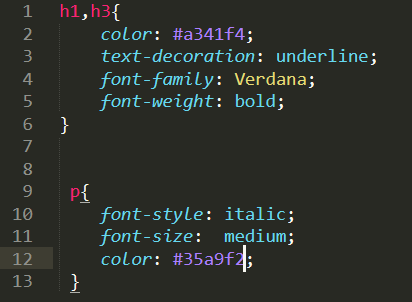 1 h1,h3{
2 color: #a341f4;
3 text-decoration: underline;
4 font-family: Verdana;
5 font-weight: bold;
6 }
7
8
9 p{
10 font-style: italic;
11 font-size:  medium;
12 color: #35a9f2;
13 }